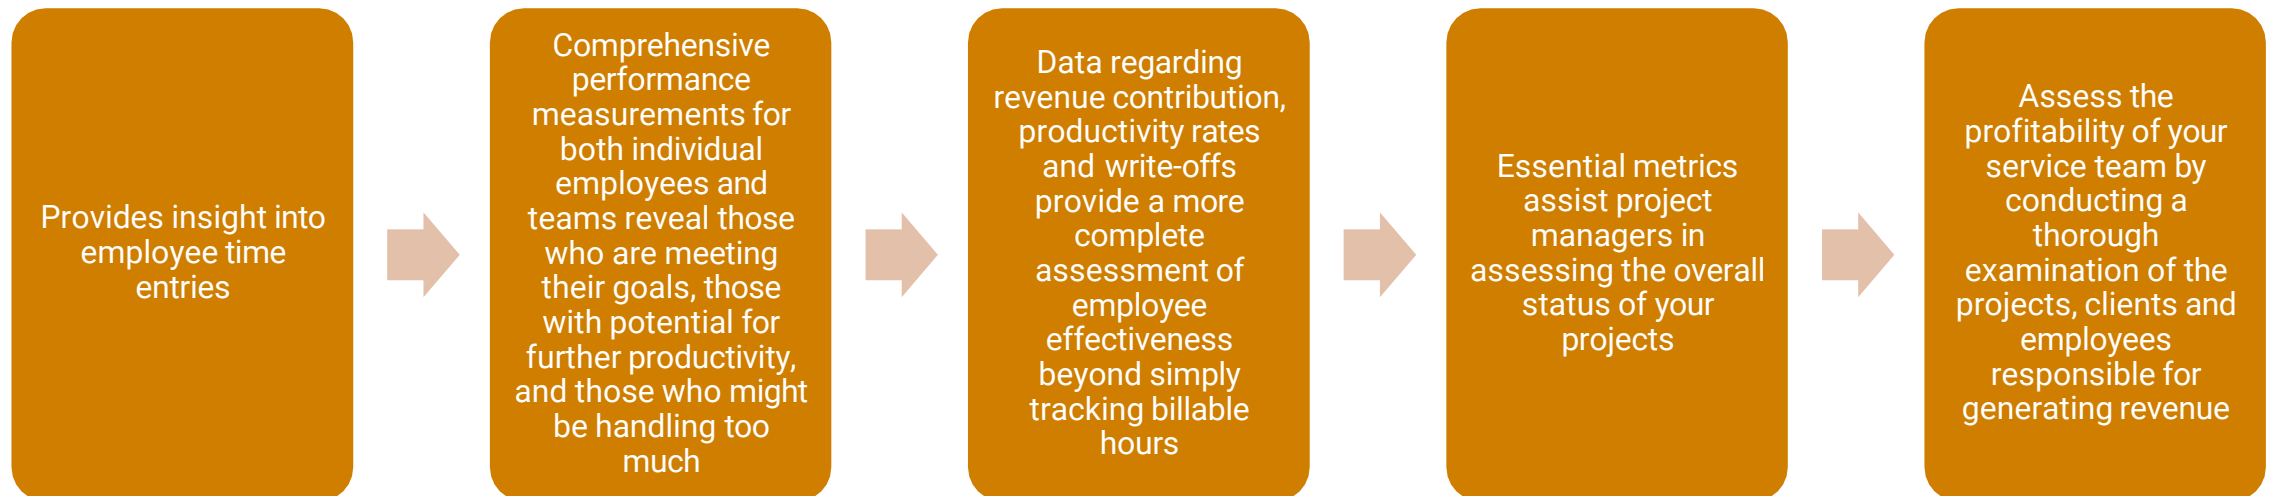 Provides insight into
employee time
entries
Comprehensive
performance
measurements for
both individual
employees and
teams reveal those
who are meeting
their goals, those
with potential for
further productivity,
and those who might
be handling too
much
Data regarding
revenue contribution,
productivity rates
and write-offs
provide a more
complete
assessment of
employee
effectiveness
beyond simply
tracking billable
hours
Essential metrics
assist project
managers in
assessing the overall
status of your
projects
Assess the
profitability of your
service team by
conducting a
thorough
examination of the
projects, clients and
employees
responsible for
generating revenue